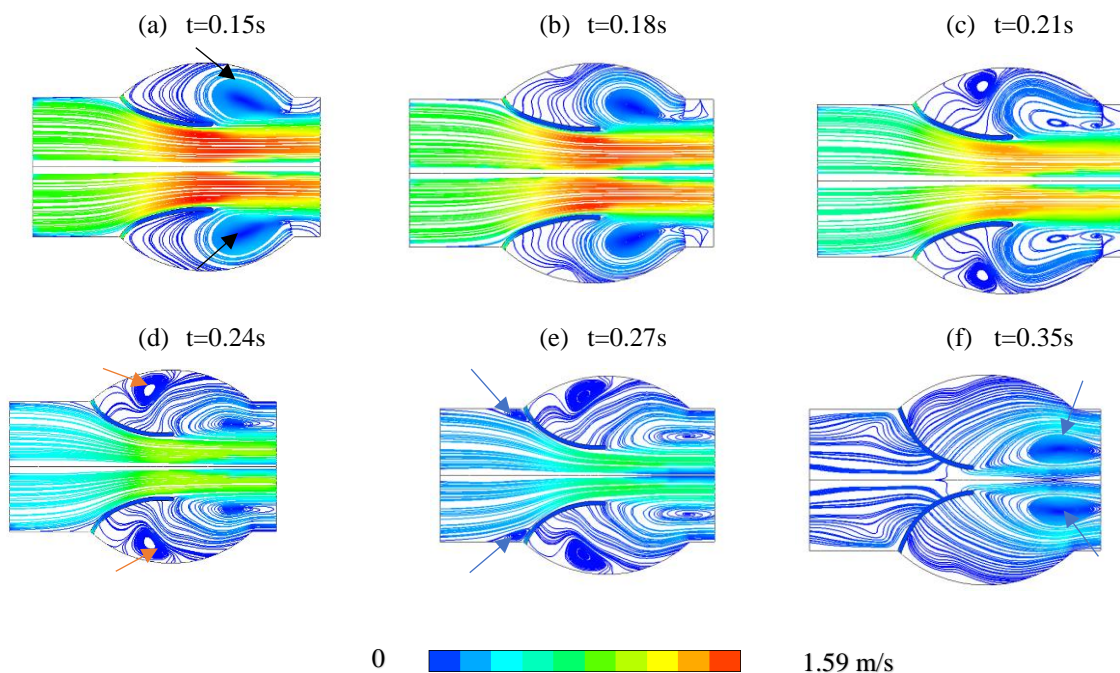 (a) t=0.15s
(b) t=0.18s
(c) t=0.21s
(d) t=0.24s
(e) t=0.27s
(f) t=0.35s
0
1.59 m/s